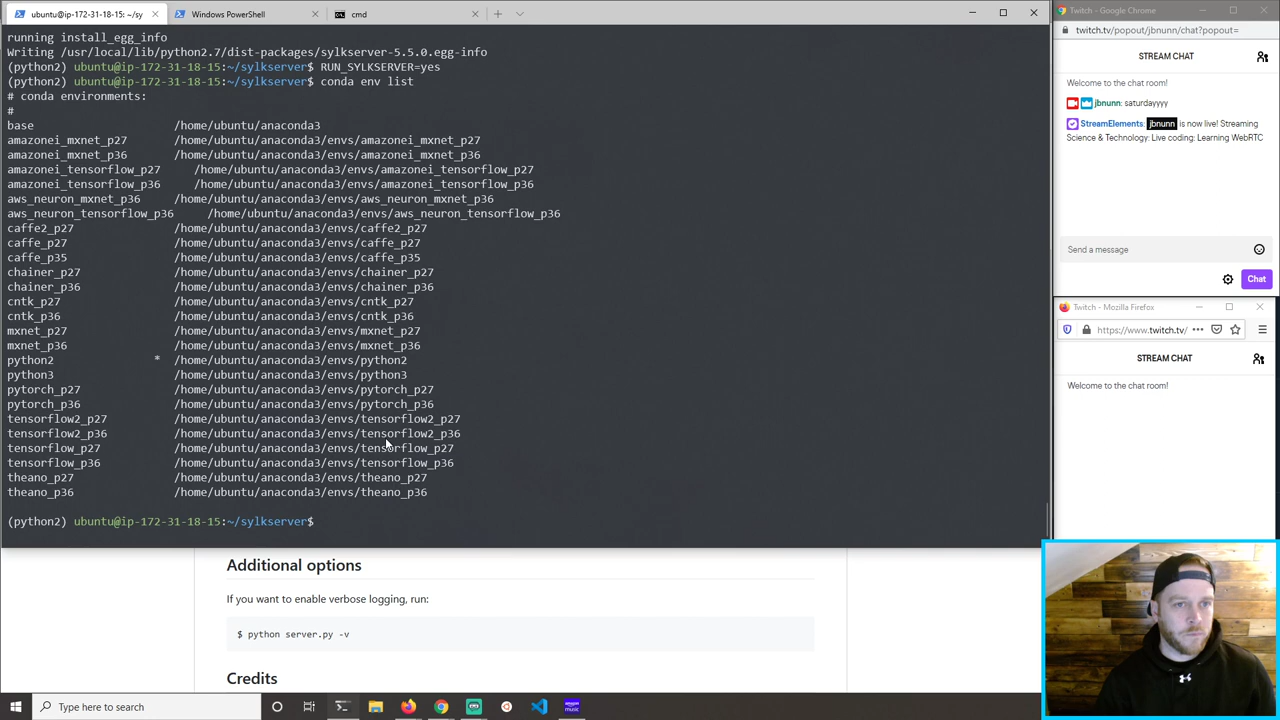 ubuntu@ip-172-31-18-15: ~/sy
Windows PowerShell
cmd
running install_egg_info
Writing /usr/local/lib/python2.7/dist-packages/sylkserver-5.5.0.egg-info
(python2) ubuntu@ip-172-31-18-15:~/sylkserver$ RUN_SYLKSERVER=yes
(python2) ubuntu@ip-172-31-18-15:~/sylkserver$ conda env list
# conda environments:
#
base /home/ubuntu/anaconda3
amazonei_mxnet_p27 /home/ubuntu/anaconda3/envs/amazonei_mxnet_p27
amazonei_mxnet_p36 /home/ubuntu/anaconda3/envs/amazonei_mxnet_p36
amazonei_tensorflow_p27 /home/ubuntu/anaconda3/envs/amazonei_tensorflow_p27
amazonei_tensorflow_p36 /home/ubuntu/anaconda3/envs/amazonei_tensorflow_p36
aws_neuron_mxnet_p36 /home/ubuntu/anaconda3/envs/aws_neuron_mxnet_p36
aws_neuron_tensorflow_p36 /home/ubuntu/anaconda3/envs/aws_neuron_tensorflow_p36
caffe2_p27 /home/ubuntu/anaconda3/envs/caffe2_p27
caffe_p27 /home/ubuntu/anaconda3/envs/caffe_p27
caffe_p35 /home/ubuntu/anaconda3/envs/caffe_p35
chainer_p27 /home/ubuntu/anaconda3/envs/chainer_p27
chainer_p36 /home/ubuntu/anaconda3/envs/chainer_p36
cntk_p27 /home/ubuntu/anaconda3/envs/cntk_p27
cntk_p36 /home/ubuntu/anaconda3/envs/cntk_p36
mxnet_p27 /home/ubuntu/anaconda3/envs/mxnet_p27
mxnet_p36 /home/ubuntu/anaconda3/envs/mxnet_p36
python2 * /home/ubuntu/anaconda3/envs/python2
python3 /home/ubuntu/anaconda3/envs/python3
pytorch_p27 /home/ubuntu/anaconda3/envs/pytorch_p27
pytorch_p36 /home/ubuntu/anaconda3/envs/pytorch_p36
tensorflow2_p27 /home/ubuntu/anaconda3/envs/tensorflow2_p27
tensorflow2_p36 /home/ubuntu/anaconda3/envs/tensorflow2_p36
tensorflow_p27 /home/ubuntu/anaconda3/envs/tensorflow_p27
tensorflow_p36 /home/ubuntu/anaconda3/envs/tensorflow_p36
theano_p27 /home/ubuntu/anaconda3/envs/theano_p27
theano_p36 /home/ubuntu/anaconda3/envs/theano_p36
(python2) ubuntu@ip-172-31-18-15:~/sylkserver$
Additional options
If you want to enable verbose logging, run:
$ python server.py -v
Credits
Twitch - Google Chrome
twitch.tv/popout/jbnunn/chat?popout=
STREAM CHAT
Welcome to the chat room!
jbnunn: saturdayyyy
StreamElements: jbnunn is now live! Streaming
Science & Technology: Live coding: Learning WebRTC
Send a message
Chat
Twitch - Mozilla Firefox
https://www.twitch.tv/
STREAM CHAT
Welcome to the chat room!
Type here to search